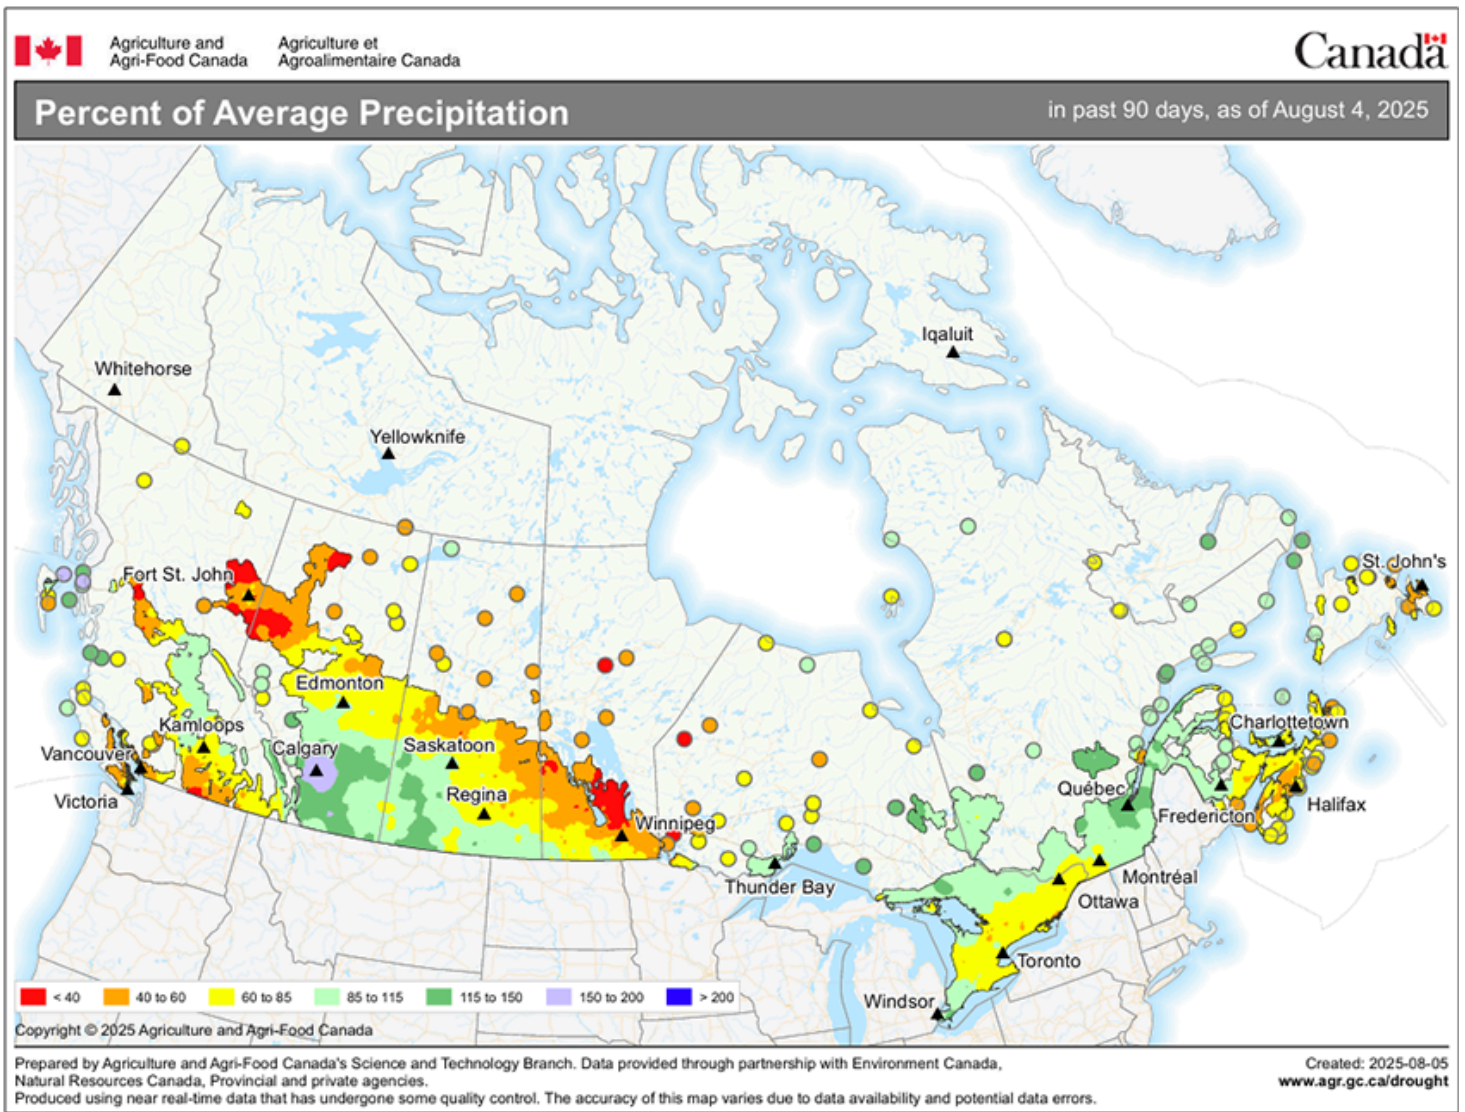 Agriculture and
Agri-Food Canada
Agriculture et
Agroalimentaire Canada
Canada
Percent of Average Precipitation
in past 90 days, as of August 4, 2025
Iqaluit
Whitehorse
Yellowknife
St. John's
Fort St. John
Edmonton
Charlottetown
Kamloops
Saskatoon
Calgary
Vancouver
Québec
Regina
Victoria
Halifax
Fredericton
Winnipeg
Montréal
Thunder Bay
Ottawa
Toronto
Windsor
< 40
40 to 60
60 to 85
85 to 115
115 to 150
150 to 200
> 200
Copyright © 2025 Agriculture and Agri-Food Canada
Prepared by Agriculture and Agri-Food Canada's Science and Technology Branch. Data provided through partnership with Environment Canada,
Natural Resources Canada, Provincial and private agencies.
Produced using near real-time data that has undergone some quality control. The accuracy of this map varies due to data availability and potential data errors.
Created: 2025-08-05
www.agr.gc.ca/drought